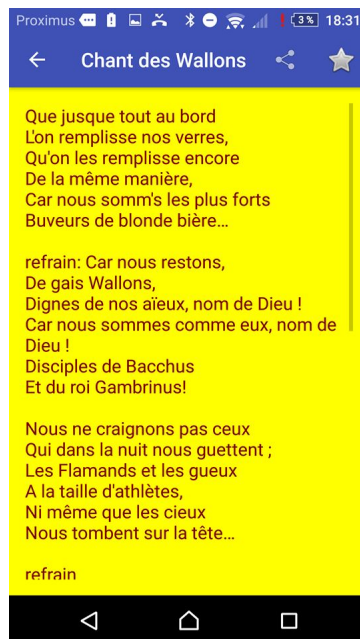 Proximus 3% 18:31
Chant des Wallons
Que jusque tout au bord
L'on remplisse nos verres,
Qu'on les remplisse encore
De la même manière,
Car nous somm's les plus forts
Buveurs de blonde bière...
refrain: Car nous restons,
De gais Wallons,
Dignes de nos aïeux, nom de Dieu !
Car nous sommes comme eux, nom de
Dieu !
Disciples de Bacchus
Et du roi Gambrinus!
Nous ne craignons pas ceux
Qui dans la nuit nous guettent ;
Les Flamands et les gueux
A la taille d'athlètes,
Ni même que les cieux
Nous tombent sur la tête...
refrain